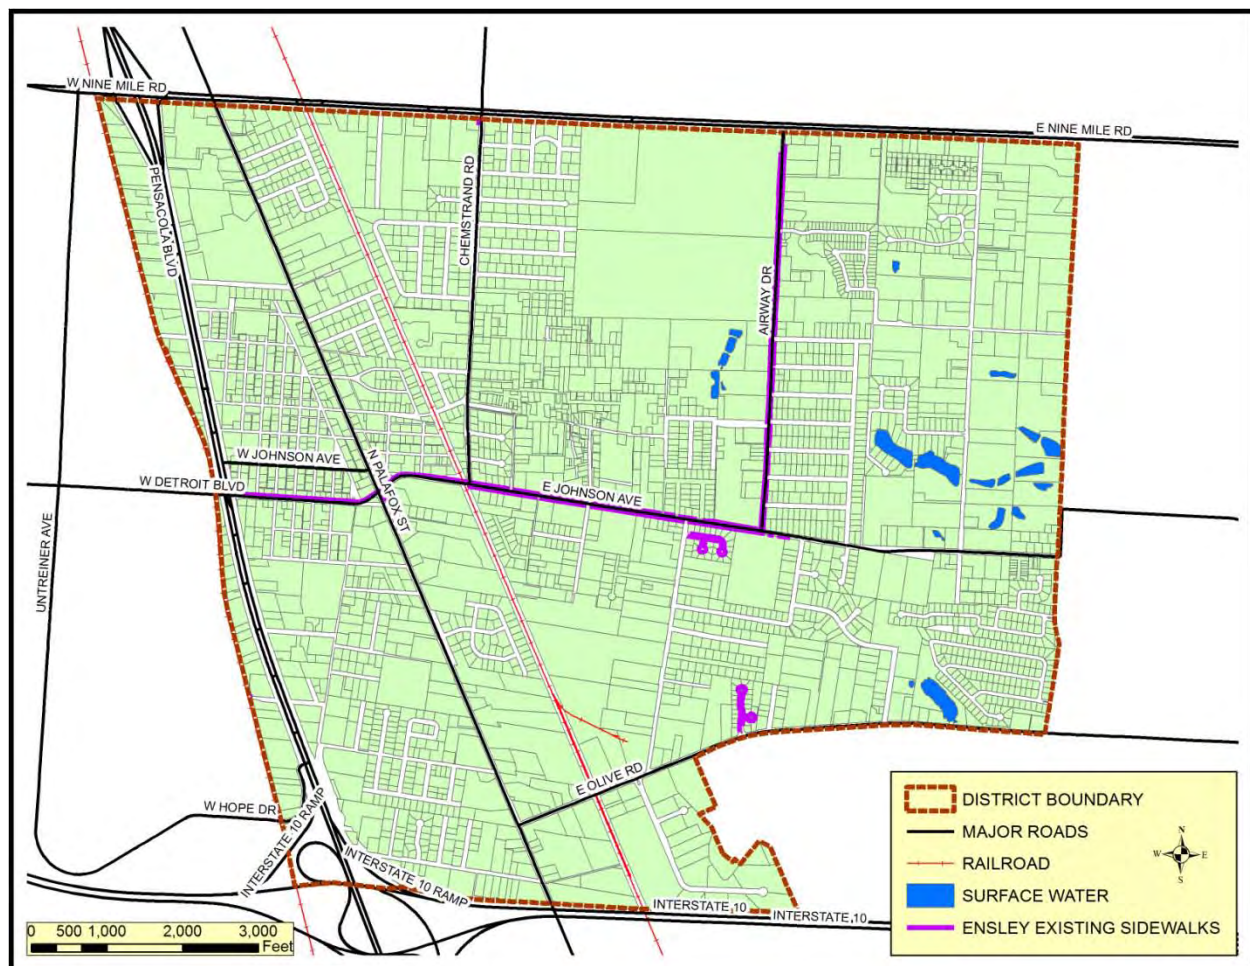 W NINE MILE RD
E NINE MILE RD
PENSACOLA BLVD
CHEMSTRAND RD
AIRWAY DR
W JOHNSON AVE
N PALAFOX ST
W DETROIT BLVD
E JOHNSON AVE
UNTREINER AVE
E OLIVE RD
W HOPE DR
INTERSTATE 10 RAMP
INTERSTATE 10 RAMP
INTERSTATE 10
INTERSTATE 10
DISTRICT BOUNDARY
MAJOR ROADS
RAILROAD
SURFACE WATER
ENSLEY EXISTING SIDEWALKS
N
W E
S
0 500 1,000 2,000 3,000
Feet